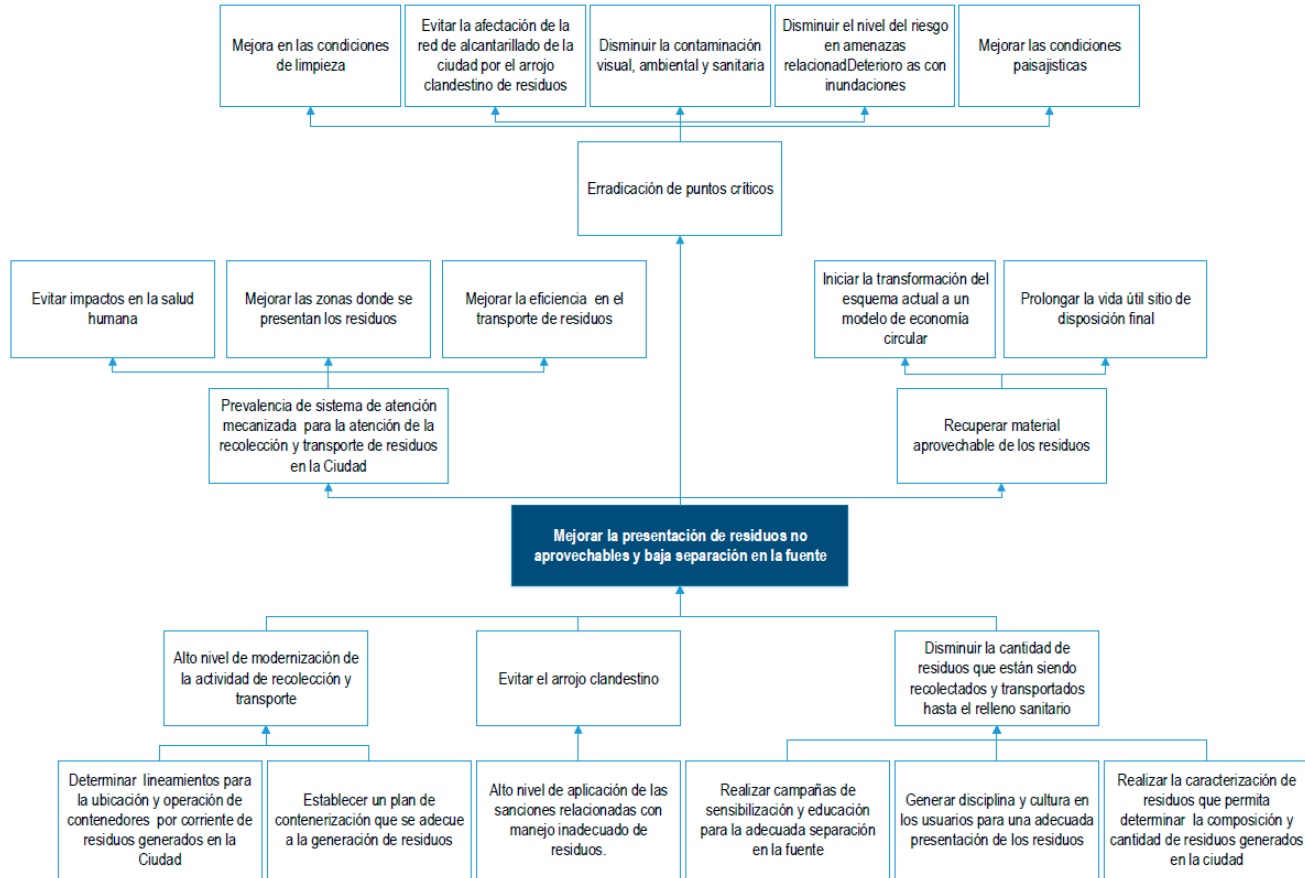 Mejora en las condiciones
de limpieza
Evitar la afectación de la
red de alcantarillado de la
ciudad por el arrojo
clandestino de residuos
Disminuir la contaminación
visual, ambiental y sanitaria
Disminuir el nivel del riesgo
en amenazas
relacionadDeterioro as con
inundaciones
Mejorar las condiciones
paisajisticas
Erradicación de puntos críticos
Evitar impactos en la salud
humana
Mejorar las zonas donde se
presentan los residuos
Mejorar la eficiencia en el
transporte de residuos
Iniciar la transformación del
esquema actual a un
modelo de economía
circular
Prolongar la vida útil sitio de
disposición final
Prevalencia de sistema de atención
mecanizada para la atención de la
recolección y transporte de residuos
en la Ciudad
Recuperar material
aprovechable de los residuos
Mejorar la presentación de residuos no
aprovechables y baja separación en la fuente
Alto nivel de modernización de
la actividad de recolección y
transporte
Evitar el arrojo clandestino
Disminuir la cantidad de
residuos que están siendo
recolectados y transportados
hasta el relleno sanitario
Determinar lineamientos para
la ubicación y operación de
contenedores por corriente de
residuos generados en la
Ciudad
Establecer un plan de
contenerización que se adecue
a la generación de residuos
Alto nivel de aplicación de las
sanciones relacionadas con
manejo inadecuado de
residuos.
Realizar campañas de
sensibilización y educación
para la adecuada separación
en la fuente
Generar disciplina y cultura en
los usuarios para una adecuada
presentación de los residuos
Realizar la caracterización de
residuos que permita
determinar la composición y
cantidad de residuos generados
en la ciudad